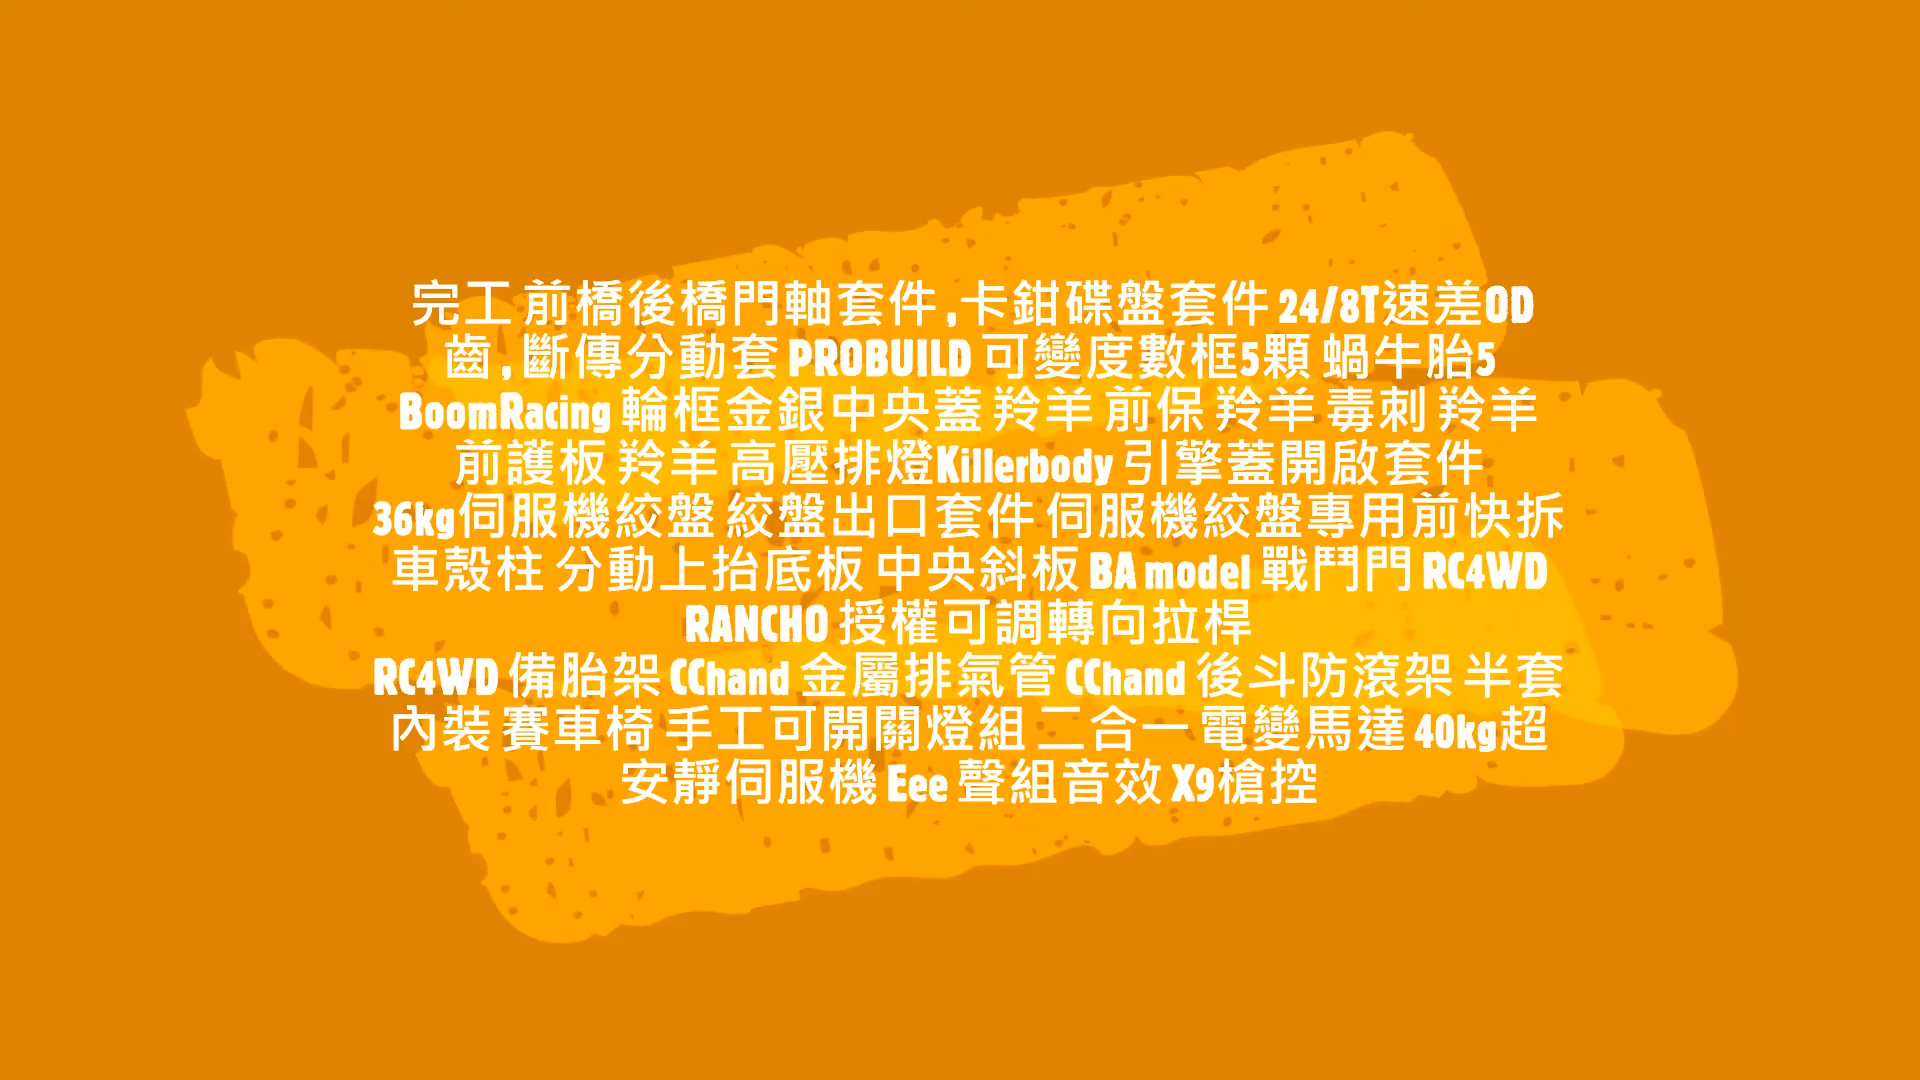 完工 前橋後橋門軸套件,卡鉗碟盤套件 24/8T速差OD
齒,斷傳分動套 PROBUILD 可變度數框5顆 蝸牛胎5
BoomRacing 輪框金銀中央蓋 羚羊 前保 羚羊 毒刺 羚羊
前護板 羚羊 高壓排燈Killerbody 引擎蓋開啟套件
36kg伺服機絞盤 絞盤出口套件 伺服機絞盤專用前快拆
車殼柱 分動上抬底板 中央斜板 BA model 戰鬥門 RC4WD
RANCHO 授權可調轉向拉桿
RC4WD 備胎架 CChand 金屬排氣管 CChand 後斗防滾架 半套
內裝 賽車椅 手工可開關燈組 二合一 電變馬達 40kg超
安靜伺服機 Eee 聲組音效 X9槍控